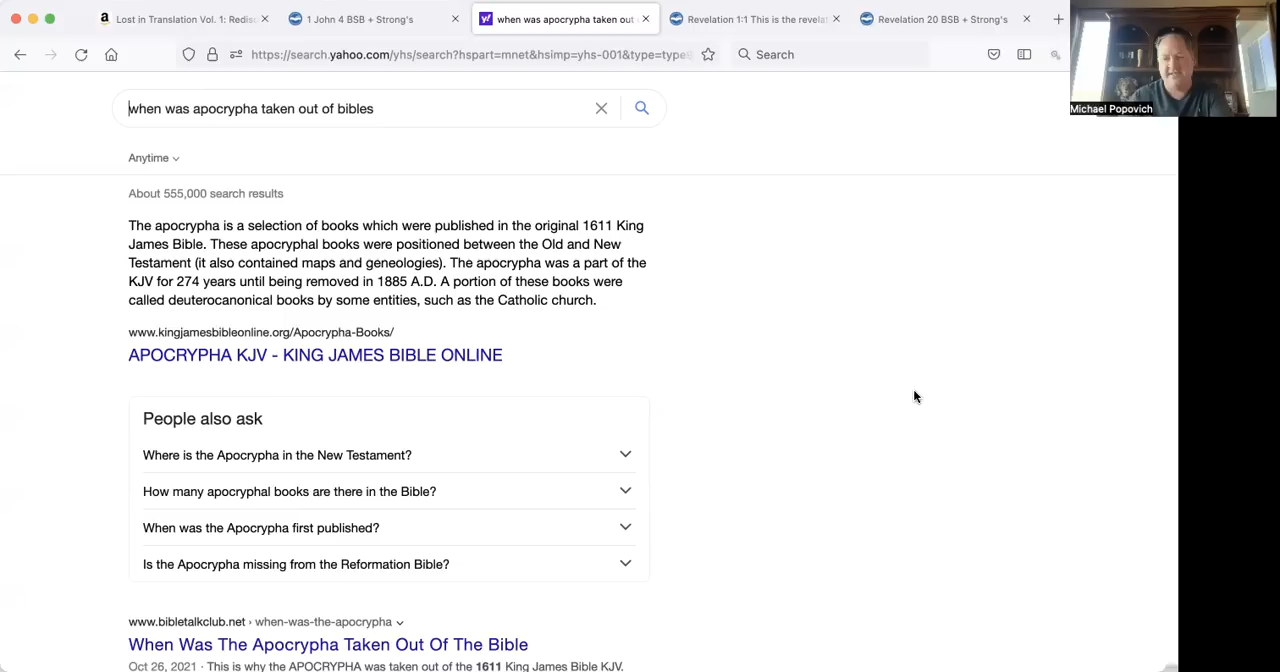 Lost in Translation Vol. 1: Redis
1 John 4 BSB + Strong's
when was apocrypha taken out
Revelation 1:1 This is the revelat
Revelation 20 BSB + Strong's
https://search.yahoo.com/yhs/search?hspart=mnet&hsimp=yhs-001&type=type
Search
Michael Popovich
when was apocrypha taken out of bibles
Anytime
About 555,000 search results
The apocrypha is a selection of books which were published in the original 1611 King
James Bible. These apocryphal books were positioned between the Old and New
Testament (it also contained maps and geneologies). The apocrypha was a part of the
KJV for 274 years until being removed in 1885 A.D. A portion of these books were
called deuterocanonical books by some entities, such as the Catholic church.
www.kingjamesbibleonline.org/Apocrypha-Books/
APOCRYPHA KJV - KING JAMES BIBLE ONLINE
People also ask
Where is the Apocrypha in the New Testament?
How many apocryphal books are there in the Bible?
When was the Apocrypha first published?
Is the Apocrypha missing from the Reformation Bible?
www.bibletalkclub.net › when-was-the-apocrypha
When Was The Apocrypha Taken Out Of The Bible
Oct 26, 2021 · This is why the APOCRYPHA was taken out of the 1611 King James Bible KJV.